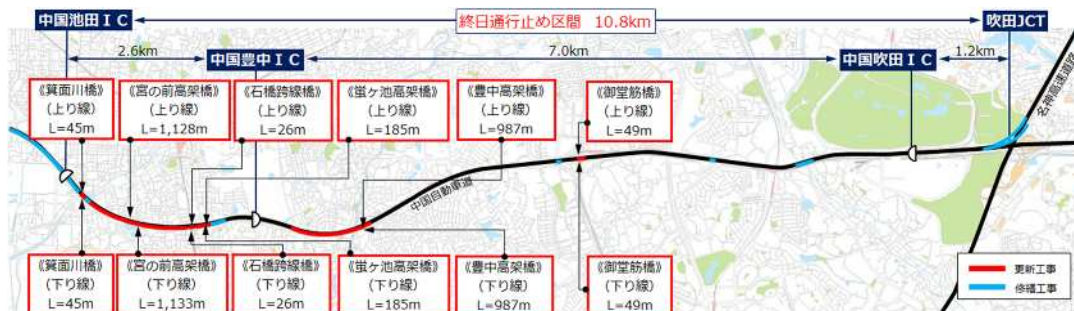 終日通行止め区間 10.8km
中国池田IC
吹田JCT
2.6km
中国豊中IC
7.0km
中国吹田IC
1.2km
《箕面川橋》
(上り線)
L=45m
《宮の前高架橋》
(上り線)
L=1,128m
《石橋跨線橋》
(上り線)
L=26m
《蛍ヶ池高架橋》
(上り線)
L=185m
《豊中高架橋》
(上り線)
L=987m
《御堂筋橋》
(上り線)
L=49m
名神高速道路
中国自動車道
《箕面川橋》
(下り線)
L=45m
《宮の前高架橋》
(下り線)
L=1,133m
《石橋跨線橋》
(下り線)
L=26m
《蛍ヶ池高架橋》
(下り線)
L=185m
《豊中高架橋》
(下り線)
L=987m
《御堂筋橋》
(下り線)
L=49m
更新工事
修繕工事